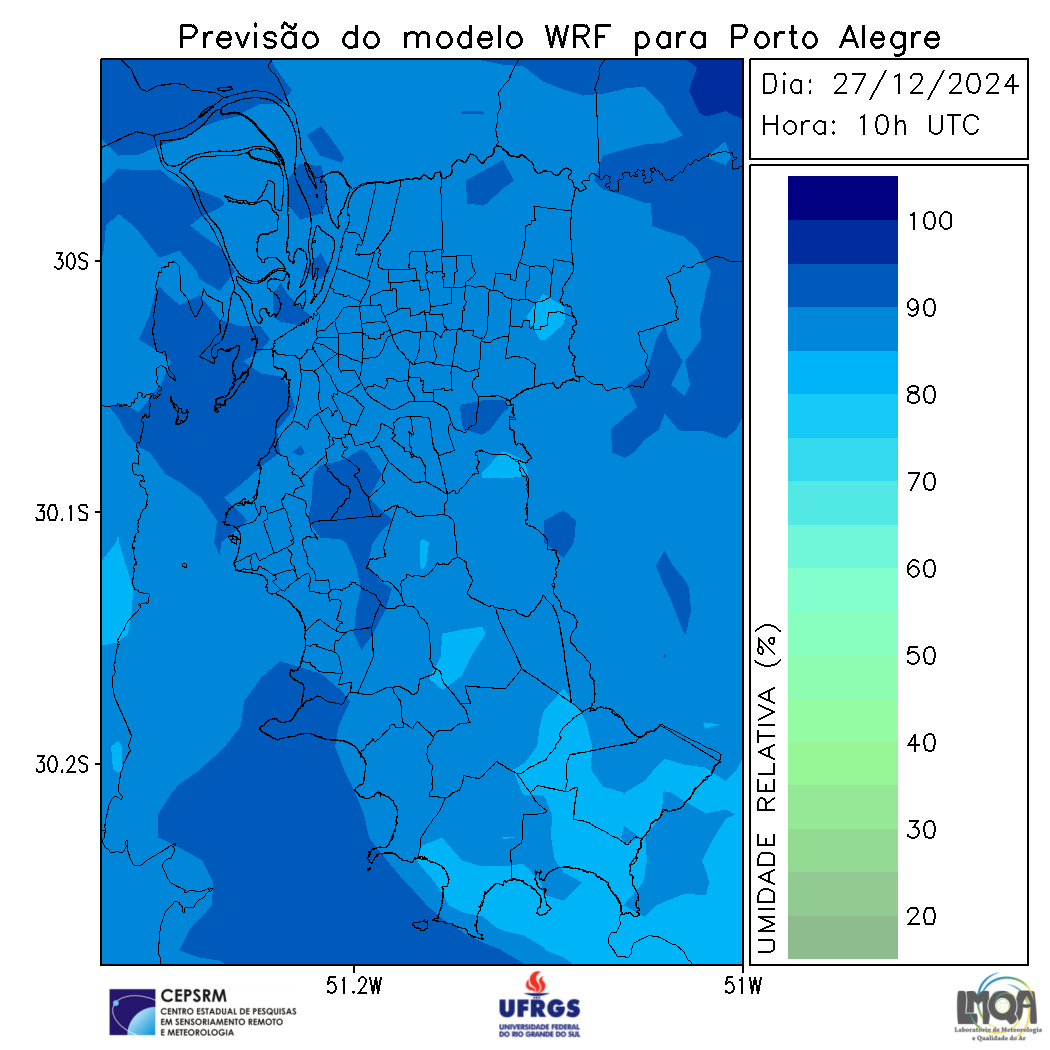 Previsão do modelo WRF para Porto Alegre
Dia: 27/12/2024
Hora: 10h UTC
30S
30.1S
30.2S
51.2W
51W
100
90
80
70
60
50
40
30
20
UMIDADE RELATIVA (%)
CEPSRM
CENTRO ESTADUAL DE PESQUISAS
EM SENSORIAMENTO REMOTO
E METEOROLOGIA
UFRGS
UNIVERSIDADE FEDERAL
DO RIO GRANDE DO SUL
LMQA
Laboratório de Meteorologia
e Qualidade do Ar